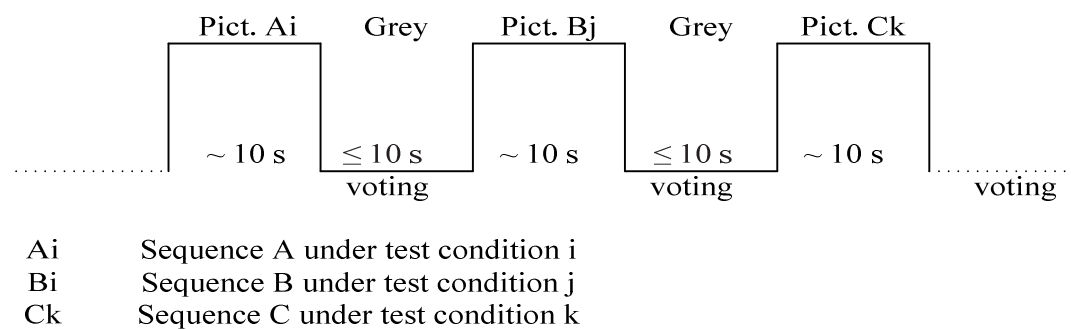 Pict. Ai Grey Pict. Bj Grey Pict. Ck
~ 10 s ≤ 10 s ~ 10 s ≤ 10 s ~ 10 s
voting voting voting
Ai Sequence A under test condition i
Bi Sequence B under test condition j
Ck Sequence C under test condition k